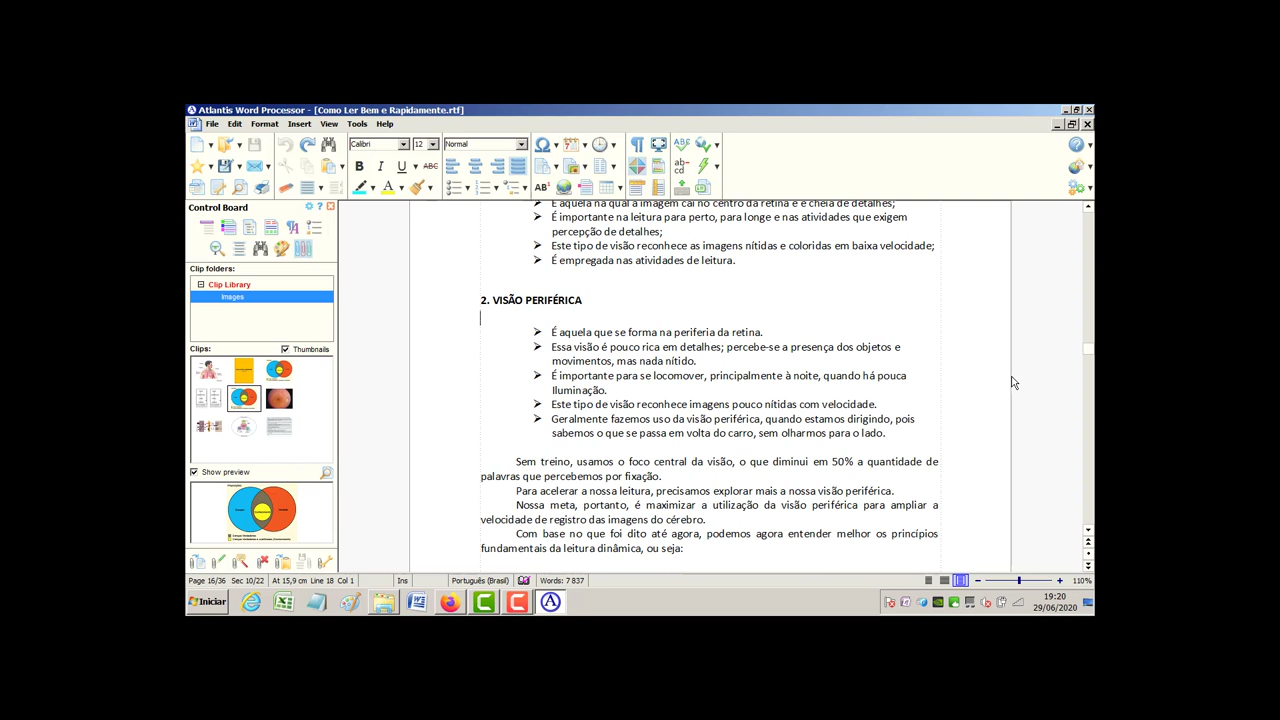 Atlantis Word Processor - [Como Ler Bem e Rapidamente.rtf]
File Edit Format Insert View Tools Help
Calibri 12 Normal
Control Board
Clip folders:
Clip Library
Images
Clips: Thumbnails
Show preview
É aquela na qual a imagem cai no centro da retina e é cheia de detalhes;
É importante na leitura para perto, para longe e nas atividades que exigem
percepção de detalhes;
Este tipo de visão reconhece as imagens nítidas e coloridas em baixa velocidade;
É empregada nas atividades de leitura.
2. VISÃO PERIFÉRICA
É aquela que se forma na periferia da retina.
Essa visão é pouco rica em detalhes; percebe-se a presença dos objetos e
movimentos, mas nada nítido.
É importante para se locomover, principalmente à noite, quando há pouca
Iluminação.
Este tipo de visão reconhece imagens pouco nítidas com velocidade.
Geralmente fazemos uso da visão periférica, quando estamos dirigindo, pois
sabemos o que se passa em volta do carro, sem olharmos para o lado.
Sem treino, usamos o foco central da visão, o que diminui em 50% a quantidade de
palavras que percebemos por fixação.
Para acelerar a nossa leitura, precisamos explorar mais a nossa visão periférica.
Nossa meta, portanto, é maximizar a utilização da visão periférica para ampliar a
velocidade de registro das imagens do cérebro.
Com base no que foi dito até agora, podemos agora entender melhor os princípios
fundamentais da leitura dinâmica, ou seja:
Page 16/36 Sec 10/22 At 15,9 cm Line 18 Col 1 Ins Português (Brasil) Words: 7 837 110%
Iniciar
19:20
29/06/2020